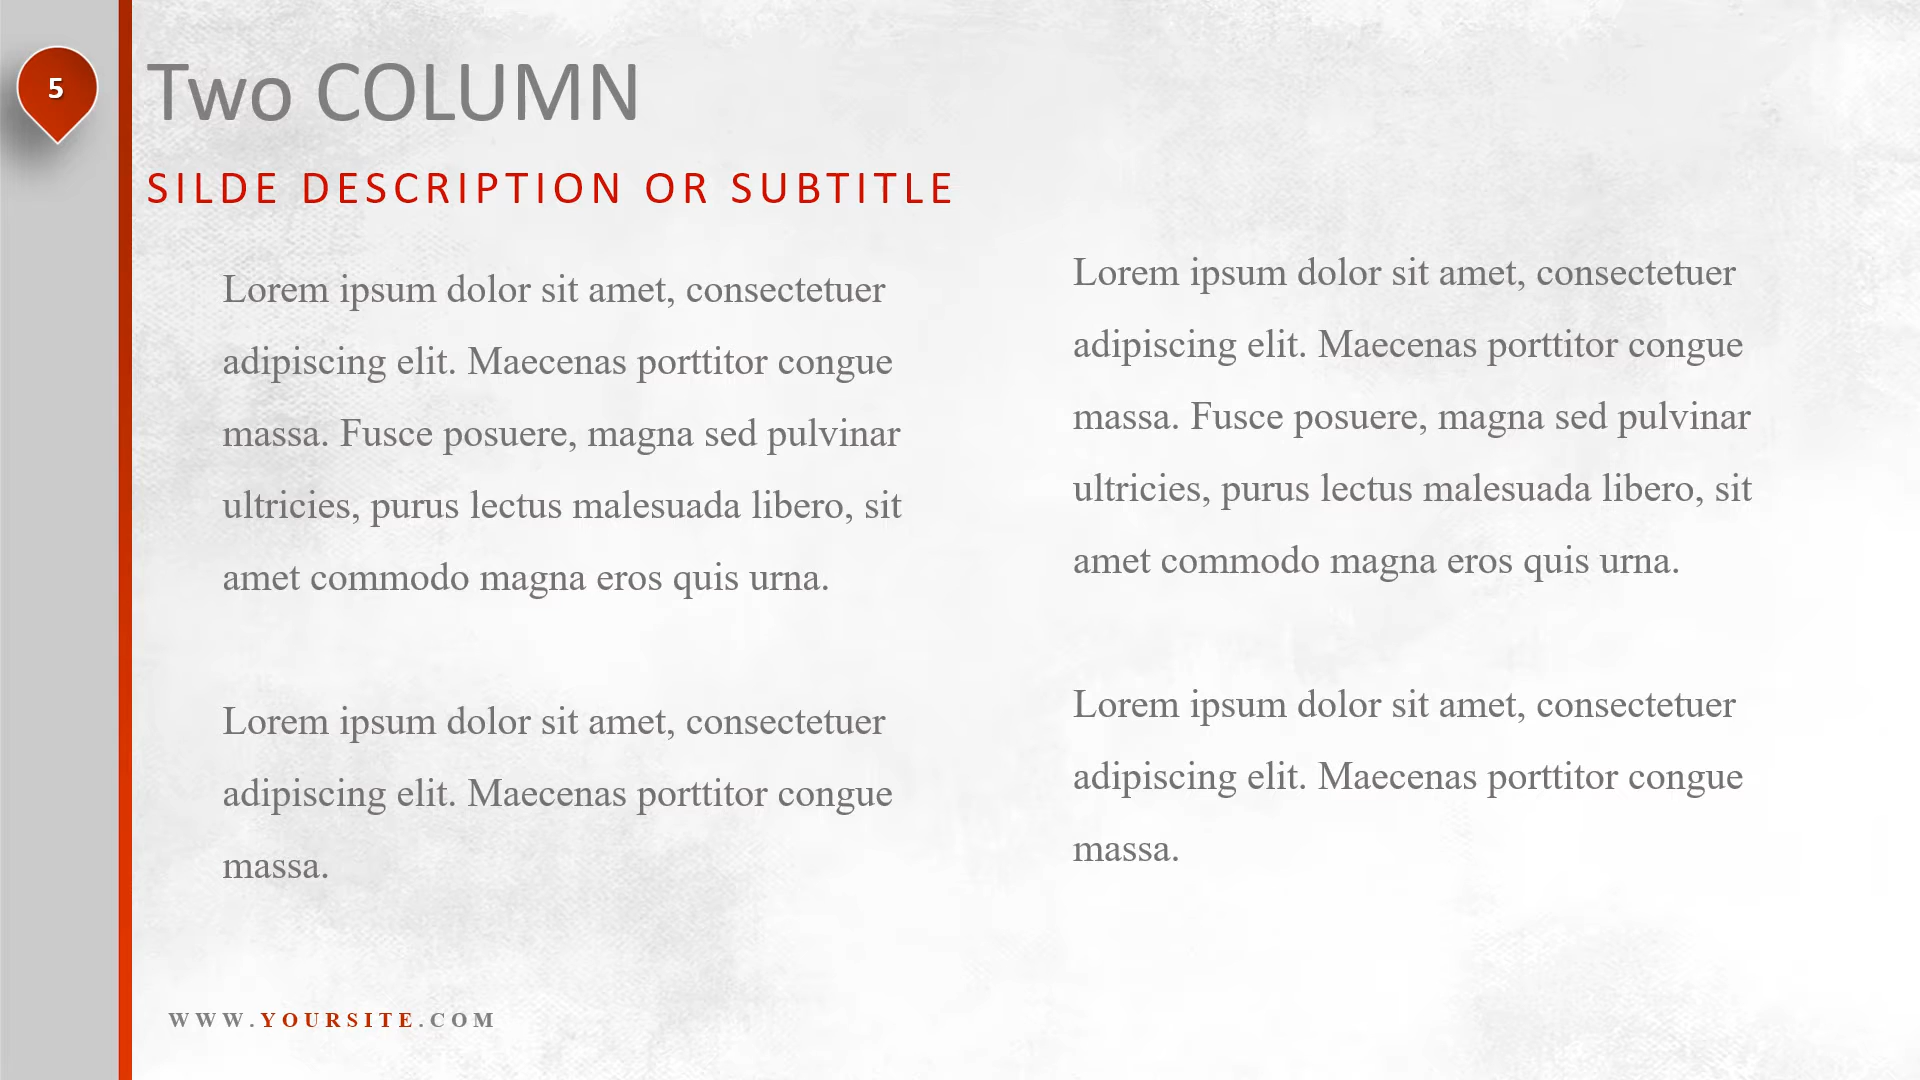 5
Two COLUMN
SILDE DESCRIPTION OR SUBTITLE
Lorem ipsum dolor sit amet, consectetuer
adipiscing elit. Maecenas porttitor congue
massa. Fusce posuere, magna sed pulvinar
ultricies, purus lectus malesuada libero, sit
amet commodo magna eros quis urna.
Lorem ipsum dolor sit amet, consectetuer
adipiscing elit. Maecenas porttitor congue
massa.
Lorem ipsum dolor sit amet, consectetuer
adipiscing elit. Maecenas porttitor congue
massa. Fusce posuere, magna sed pulvinar
ultricies, purus lectus malesuada libero, sit
amet commodo magna eros quis urna.
Lorem ipsum dolor sit amet, consectetuer
adipiscing elit. Maecenas porttitor congue
massa.
WWW.YOURSITE.COM